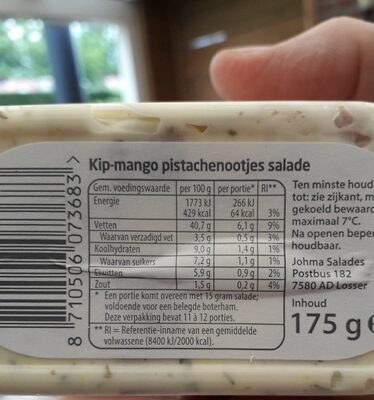 Kip-mango pistachenootjes salade
Gem. voedingswaarde per 100 g per portie* RI**
Energie 1773 kJ 266 kJ
429 kcal 64 kcal 3%
Vetten 40,7 g 6,1 g 9%
Waarvan verzadigd vet 3,5 g 0,5 g 3%
Koolhydraten 9,0 g 1,4 g 1%
Waarvan suikers 7,2 g 1,1 g 1%
Eiwitten 5,9 g 0,9 g 2%
Zout 1,5 g 0,2 g 4%
* Een portie komt overeen met 15 gram salade;
voldoende voor een belegde boterham.
Deze verpakking bevat 11 à 12 porties.
** RI = Referentie-inname van een gemiddelde
volwassene (8400 kJ/2000 kcal).
Ten minste houd
tot: zie zijkant, m
gekoeld bewaard
maximaal 7°C.
Na openen beper
houdbaar.
Johma Salades
Postbus 182
7580 AD Losser
Inhoud
175 g e
8 710506 073683 >